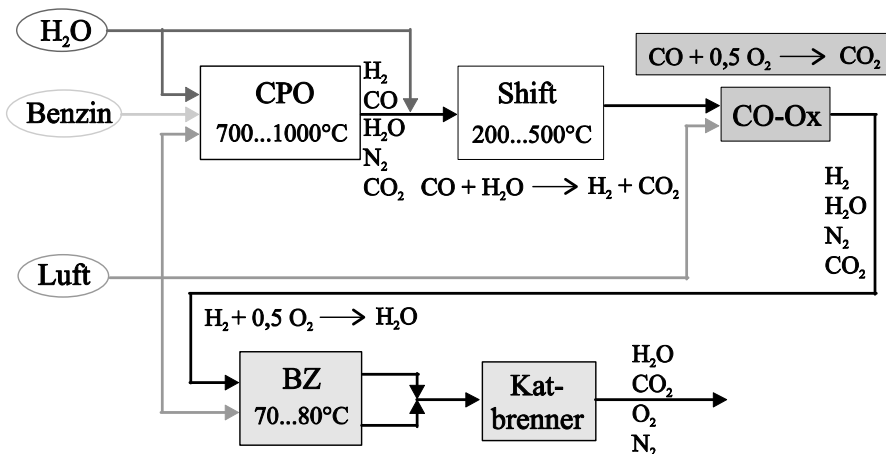 H₂O
CO + 0,5 O₂ → CO₂
CPO
700...1000°C
Benzin
H₂
CO
H₂O
N₂
CO₂
Shift
200...500°C
CO + H₂O → H₂ + CO₂
CO-Ox
H₂
H₂O
N₂
CO₂
Luft
H₂ + 0,5 O₂ → H₂O
BZ
70...80°C
Kat-
brenner
H₂O
CO₂
O₂
N₂